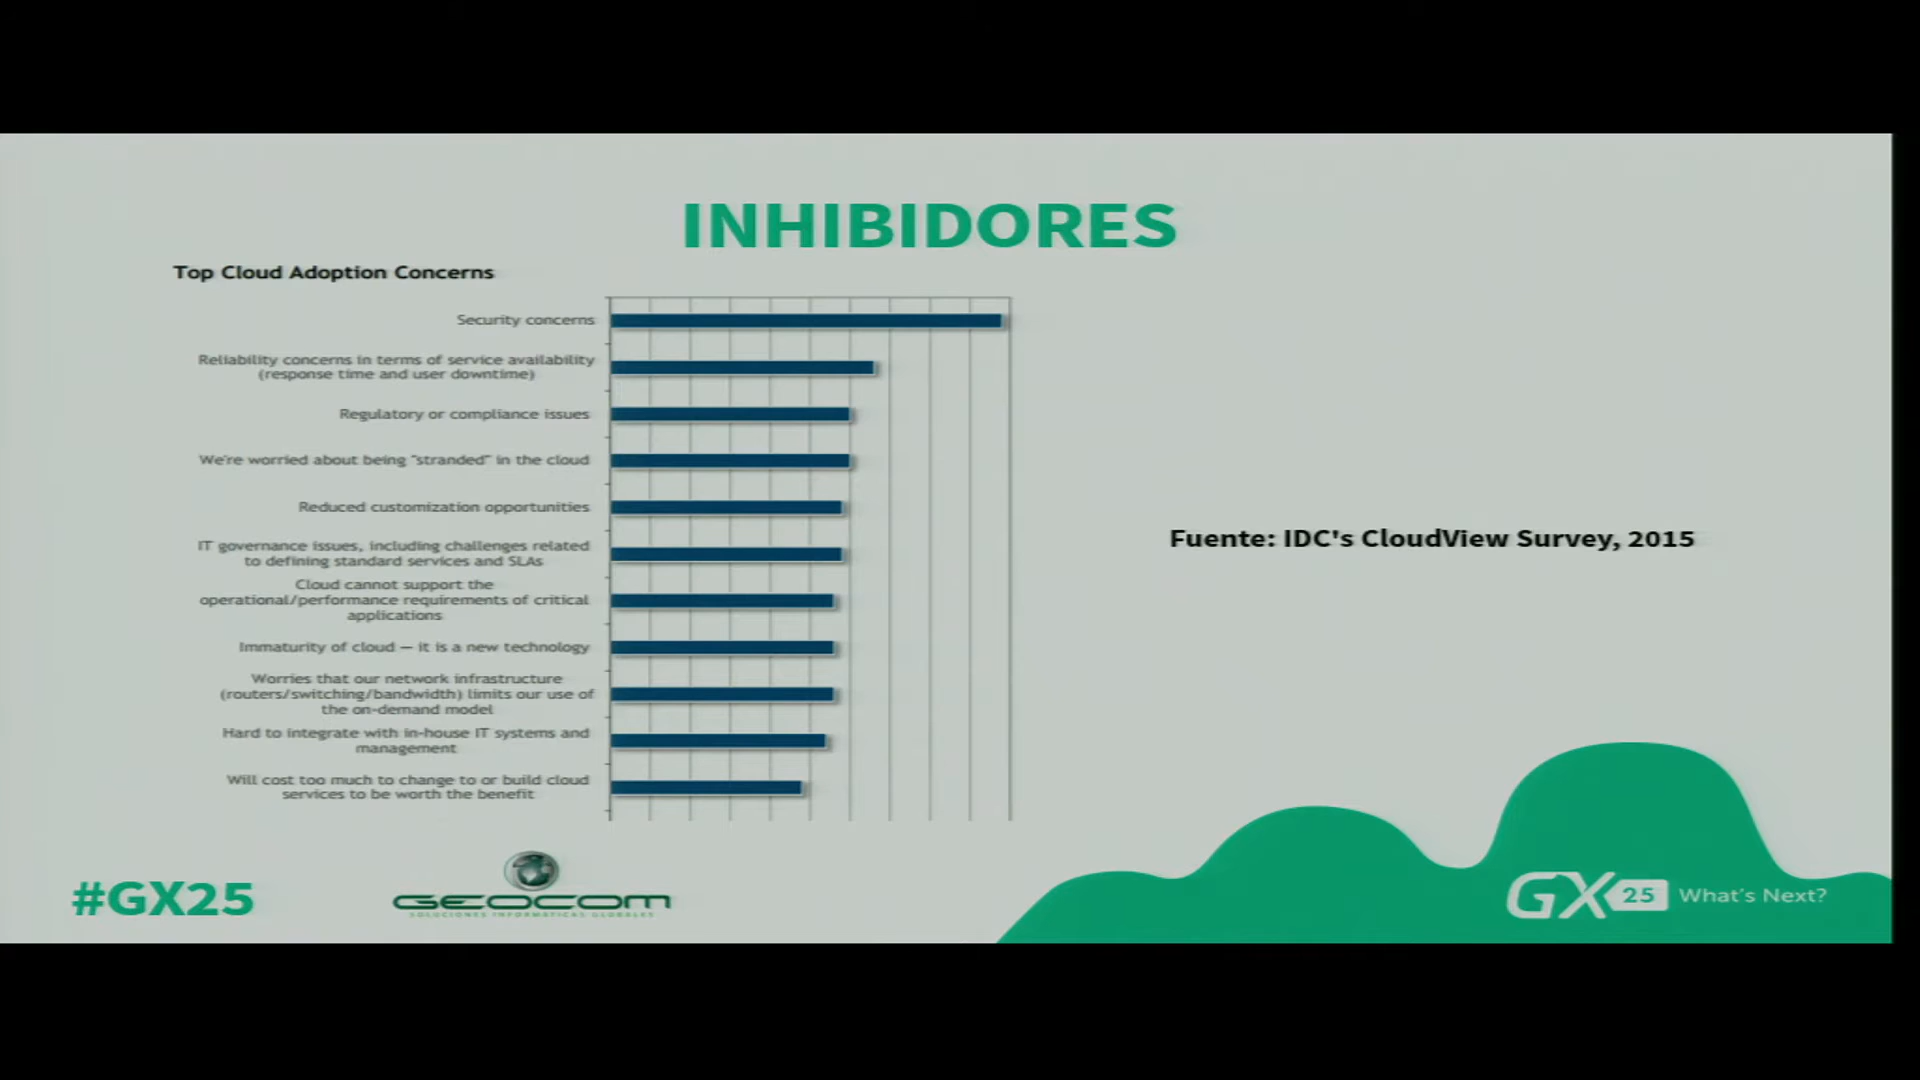 INHIBIDORES
Top Cloud Adoption Concerns
Security concerns
Reliability concerns in terms of service availability
(response time and user downtime)
Regulatory or compliance issues
We're worried about being "stranded" in the cloud
Reduced customization opportunities
IT governance issues, including challenges related
to defining standard services and SLAs
Cloud cannot support the
operational/performance requirements of critical
applications
Immaturity of cloud — it is a new technology
Worries that our network infrastructure
(routers/switching/bandwidth) limits our use of
the on-demand model
Hard to integrate with in-house IT systems and
management
Will cost too much to change to or build cloud
services to be worth the benefit
Fuente: IDC's CloudView Survey, 2015
#GX25
GEOCOM
SOLUCIONES INFORMATICAS GLOBALES
GX 25 What's Next?